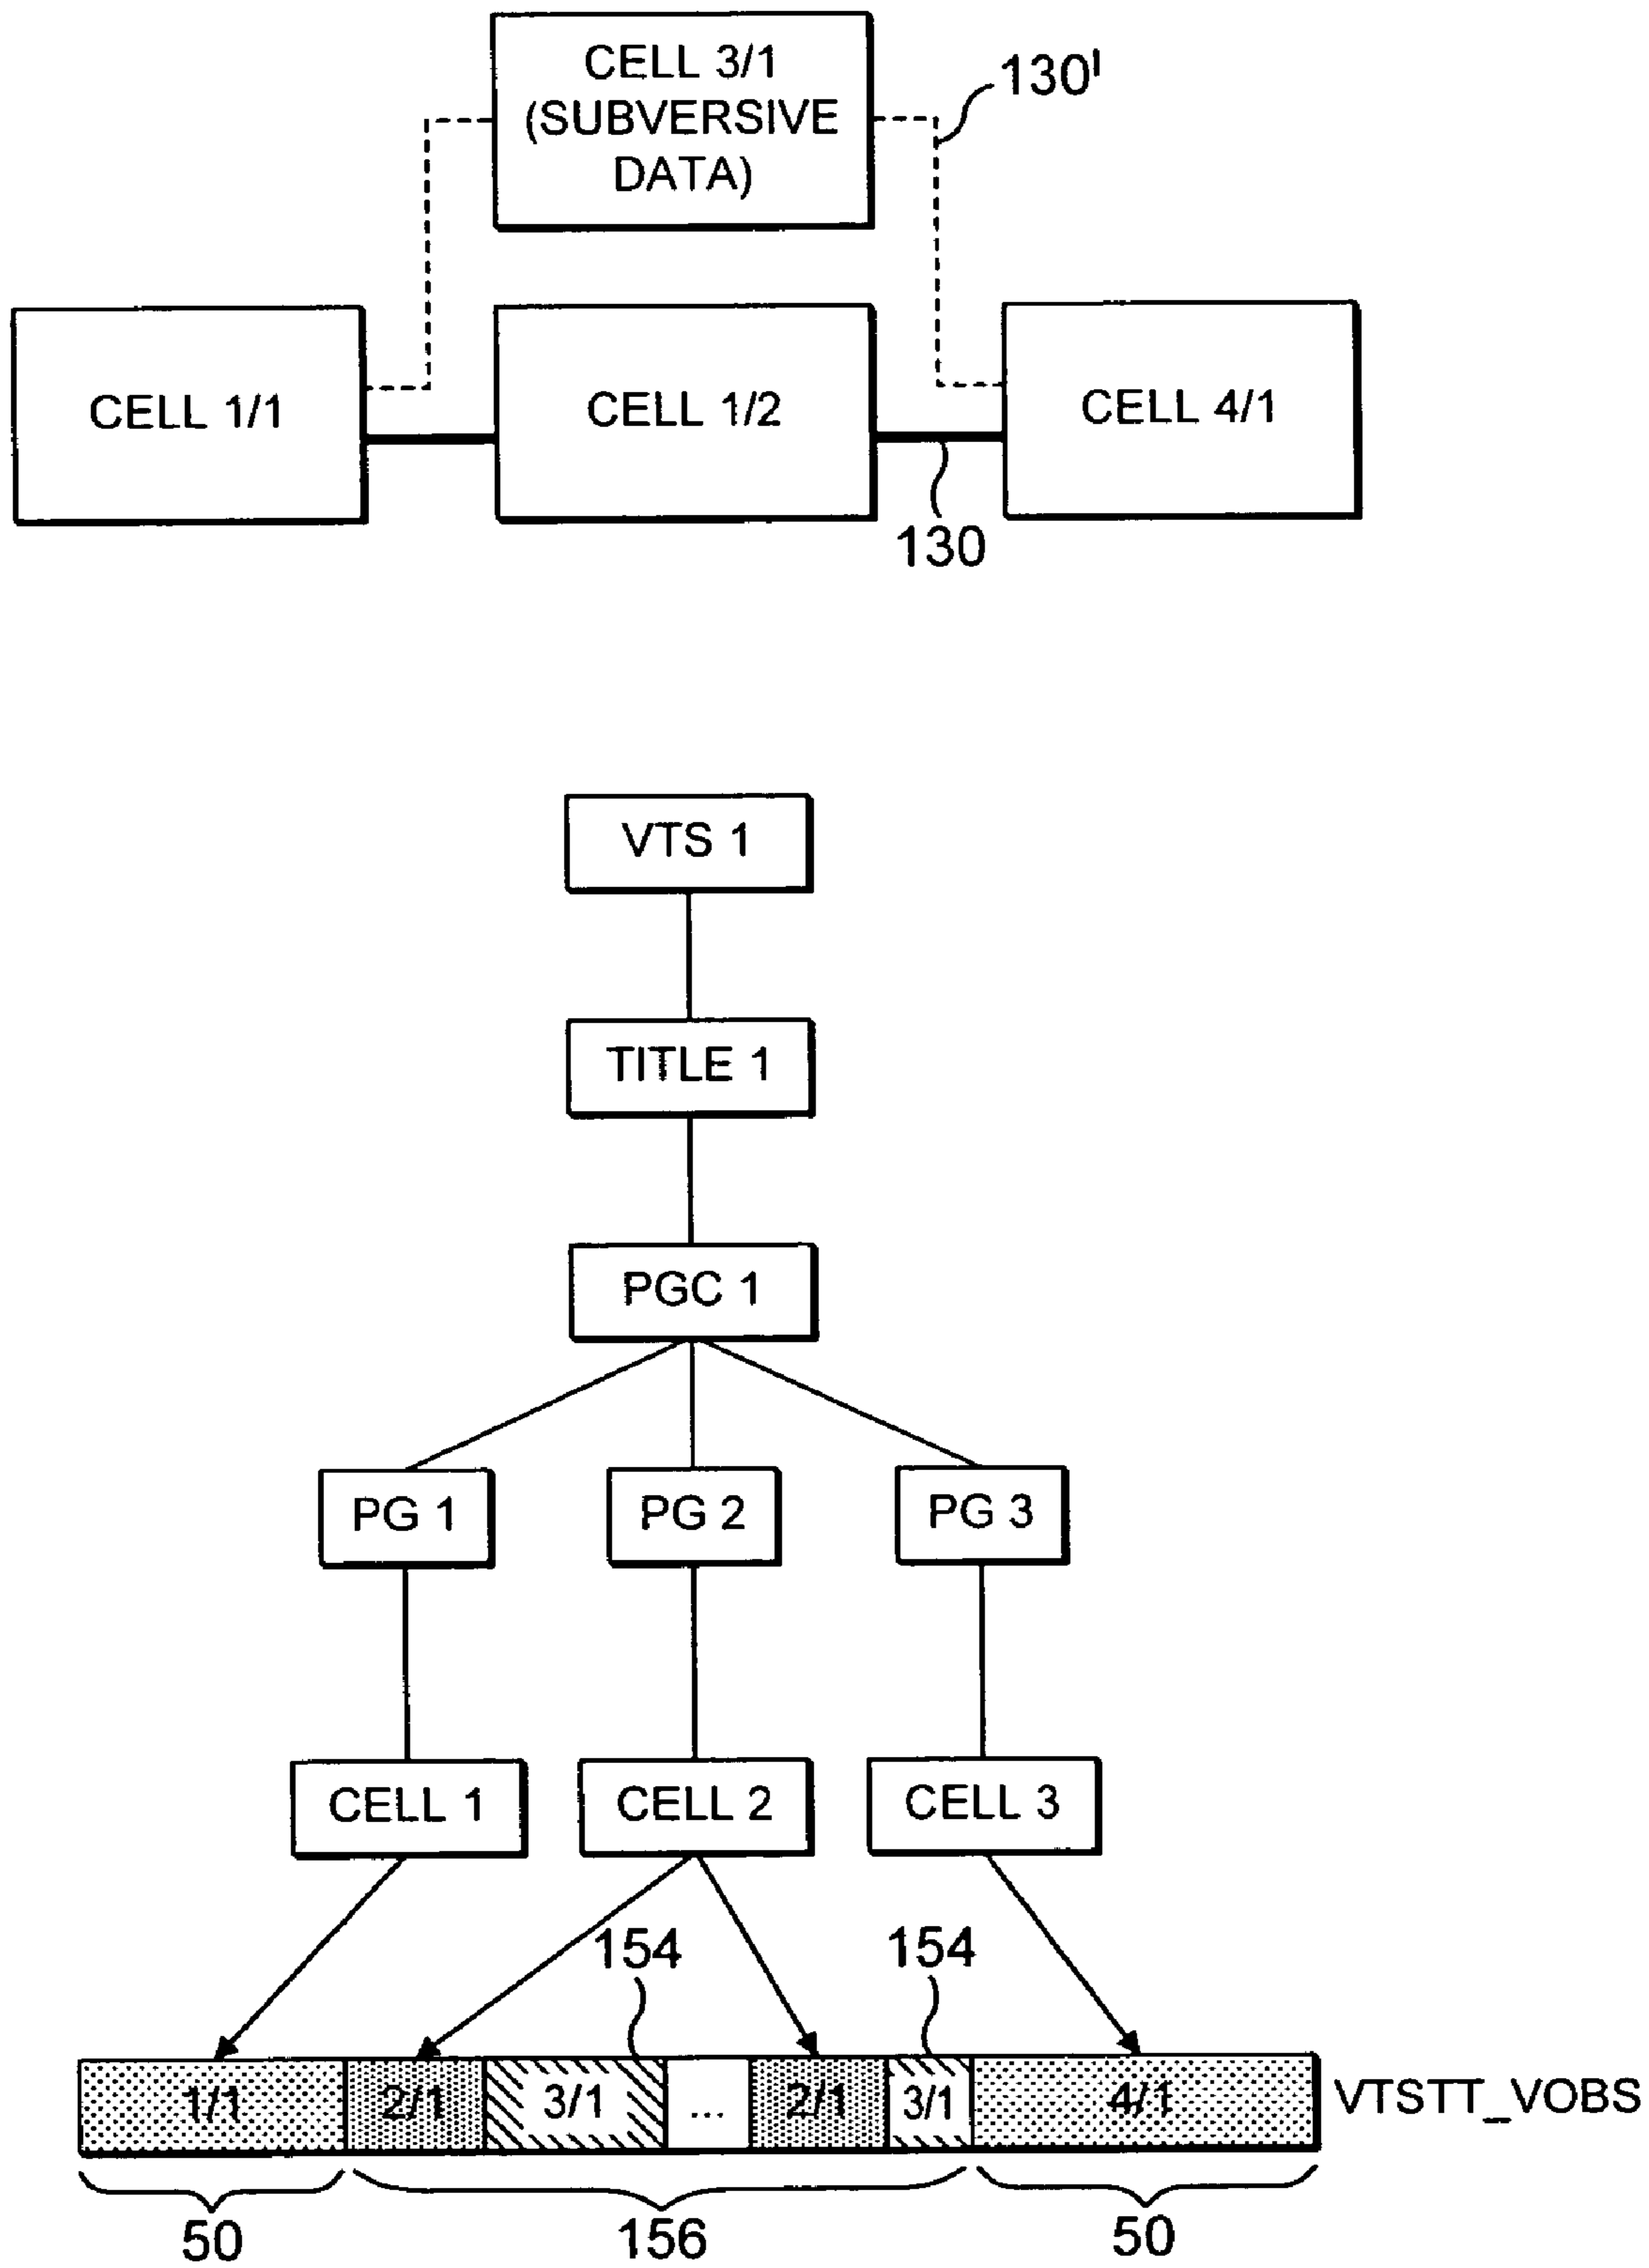 CELL 3/1
(SUBVERSIVE
DATA)
130'
CELL 1/1
CELL 1/2
CELL 4/1
130
VTS 1
TITLE 1
PGC 1
PG 1
PG 2
PG 3
CELL 1
CELL 2
CELL 3
154
154
1/1
2/1
3/1
...
2/1
3/1
4/1
VTSTT_VOBS
50
156
50